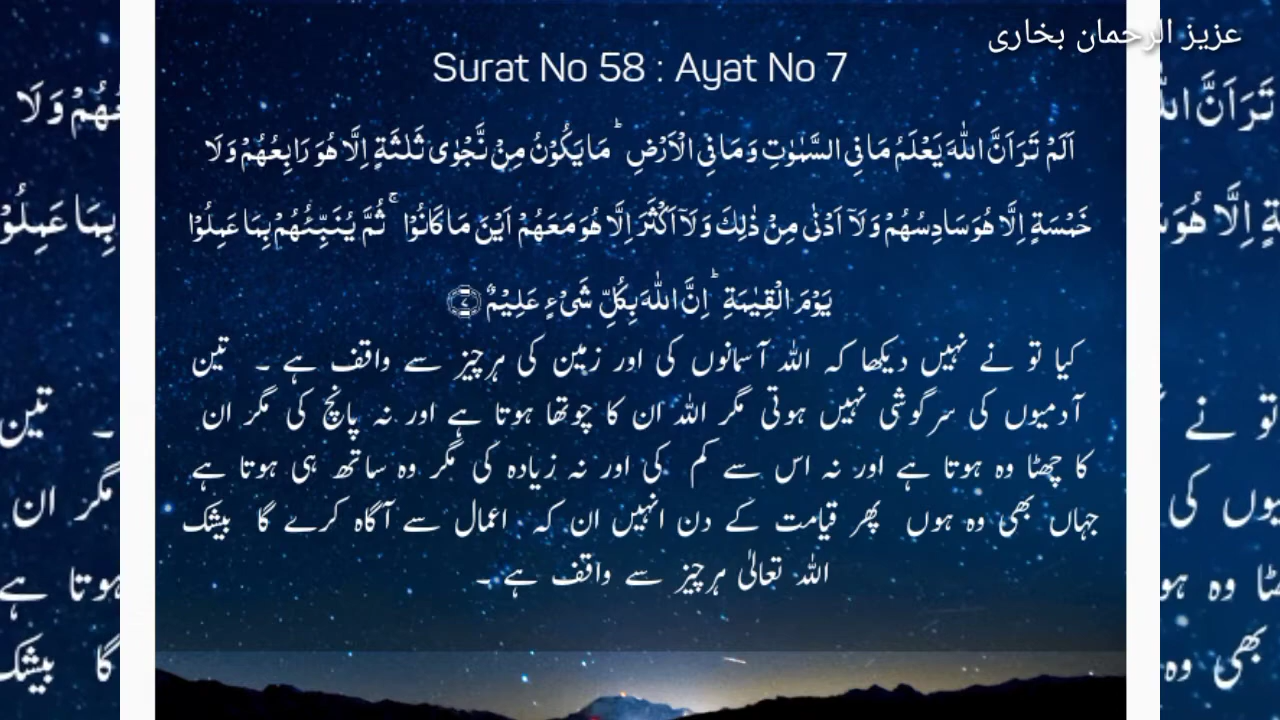 عزیز الرحمان بخاری
Surat No 58 : Ayat No 7
اَلَمْ تَرَ اَنَّ اللّٰهَ یَعْلَمُ مَا فِی السَّمٰوٰتِ وَ مَا فِی الْاَرْضِ ؕ مَا یَكُوْنُ مِنْ نَّجْوٰی ثَلٰثَةٍ اِلَّا هُوَ رَابِعُهُمْ وَ لَا
خَمْسَةٍ اِلَّا هُوَ سَادِسُهُمْ وَ لَاۤ اَدْنٰی مِنْ ذٰلِكَ وَ لَاۤ اَكْثَرَ اِلَّا هُوَ مَعَهُمْ اَیْنَ مَا كَانُوْا ۚ ثُمَّ یُنَبِّئُهُمْ بِمَا عَمِلُوْا
یَوْمَ الْقِیٰمَةِ ؕ اِنَّ اللّٰهَ بِكُلِّ شَیْءٍ عَلِیْمٌ ﴿۷﴾
کیا تو نے نہیں دیکھا کہ اللہ آسمانوں کی اور زمین کی ہرچیز سے واقف ہے ۔ تین
آدمیوں کی سرگوشی نہیں ہوتی مگر اللہ ان کا چوتھا ہوتا ہے اور نہ پانچ کی مگر ان
کا چھٹا وہ ہوتا ہے اور نہ اس سے کم کی اور نہ زیادہ کی مگر وہ ساتھ ہی ہوتا ہے
جہاں بھی وہ ہوں پھر قیامت کے دن انہیں ان کہ اعمال سے آگاہ کرے گا بیشک
اللہ تعالٰی ہرچیز سے واقف ہے ۔